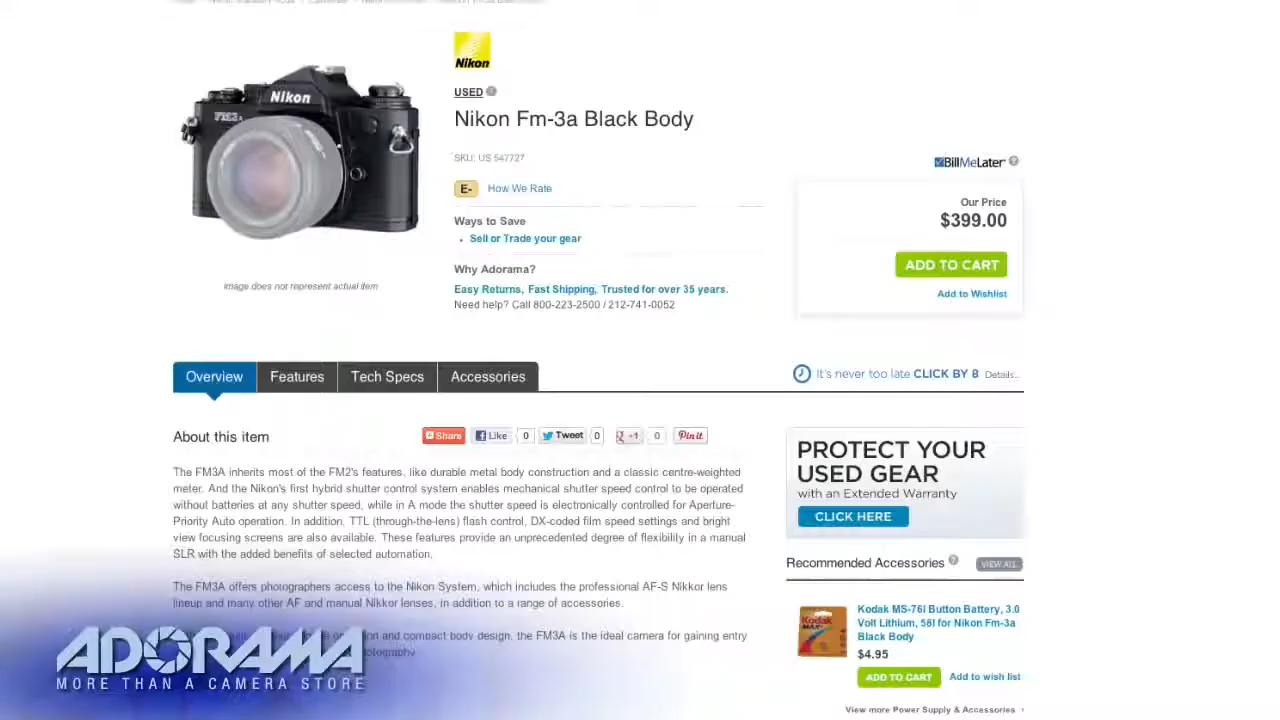 Nikon
USED
Nikon Fm-3a Black Body
SKU: US 547727
BillMeLater
E- How We Rate
Our Price
$399.00
Ways to Save
Sell or Trade your gear
ADD TO CART
Why Adorama?
Add to Wishlist
Easy Returns, Fast Shipping, Trusted for over 35 years.
Need help? Call 800-223-2500 / 212-741-0052
Nikon
FM3A
Image does not represent actual item
Overview Features Tech Specs Accessories
It's never too late CLICK BY 8 Details...
About this item
Share Like 0 Tweet 0 +1 0 Pin it
The FM3A inherits most of the FM2's features, like durable metal body construction and a classic centre-weighted
meter. And the Nikon's first hybrid shutter control system enables mechanical shutter speed control to be operated
without batteries at any shutter speed, while in A mode the shutter speed is electronically controlled for Aperture-
Priority Auto operation. In addition, TTL (through-the-lens) flash control, DX-coded film speed settings and bright
view focusing screens are also available. These features provide an unprecedented degree of flexibility in a manual
SLR with the added benefits of selected automation.
The FM3A offers photographers access to the Nikon System, which includes the professional AF-S Nikkor lens
lineup and many other AF and manual Nikkor lenses, in addition to a range of accessories.
and compact body design, the FM3A is the ideal camera for gaining entry
PROTECT YOUR
USED GEAR
with an Extended Warranty
CLICK HERE
Recommended Accessories VIEW ALL
Kodak
MAX
Kodak MS-76l Button Battery, 3.0
Volt Lithium, 58l for Nikon Fm-3a
Black Body
$4.95
ADD TO CART Add to wish list
View more Power Supply & Accessories
ADORAMA
MORE THAN A CAMERA STORE